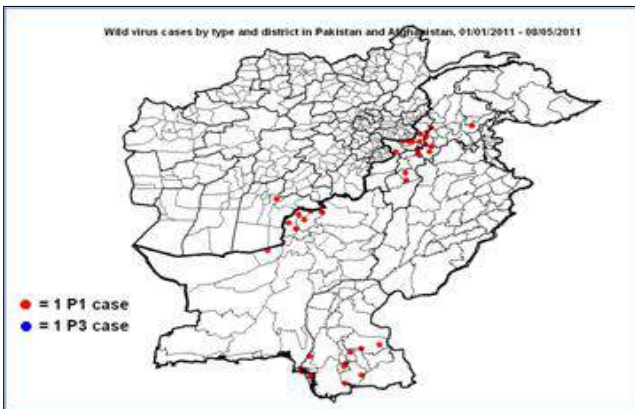 Wild virus cases by type and district in Pakistan and Afghanistan, 01/01/2011 - 08/05/2011
= 1 P1 case
= 1 P3 case